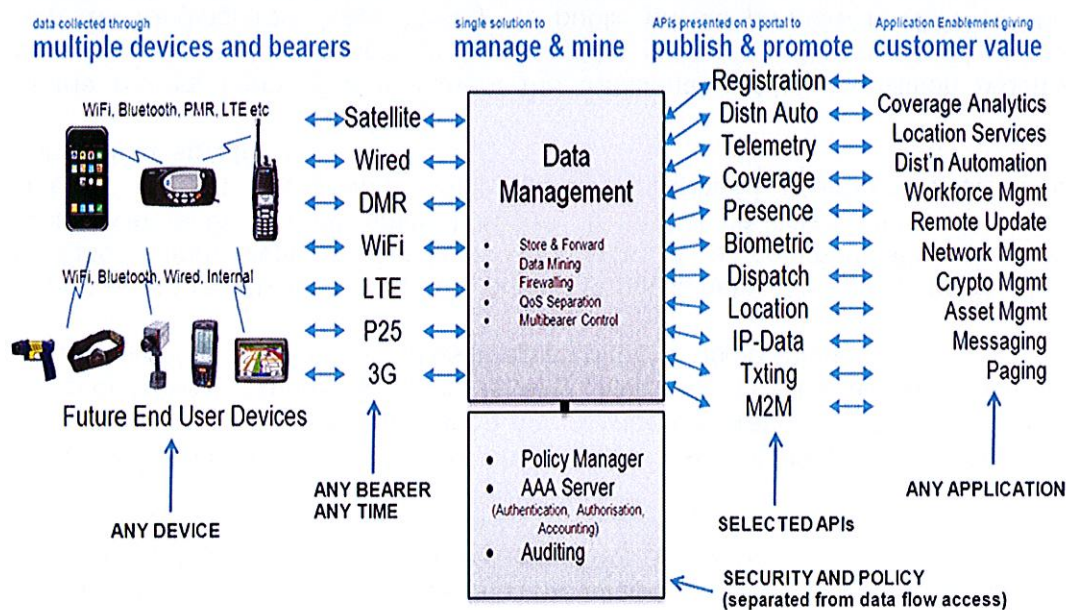 data collected through
multiple devices and bearers
single solution to
manage & mine
APIs presented on a portal to
publish & promote
Application Enablement giving
customer value
WiFi, Bluetooth, PMR, LTE etc
WiFi, Bluetooth, Wired, Internal
Future End User Devices
ANY DEVICE
Satellite
Wired
DMR
WiFi
LTE
P25
3G
ANY BEARER
ANY TIME
Data
Management
• Store & Forward
• Data Mining
• Firewalling
• QoS Separation
• Multibearer Control
• Policy Manager
• AAA Server
(Authentication, Authorisation,
Accounting)
• Auditing
Registration
Distn Auto
Telemetry
Coverage
Presence
Biometric
Dispatch
Location
IP-Data
Txting
M2M
SELECTED APIs
Coverage Analytics
Location Services
Dist'n Automation
Workforce Mgmt
Remote Update
Network Mgmt
Crypto Mgmt
Asset Mgmt
Messaging
Paging
ANY APPLICATION
SECURITY AND POLICY
(separated from data flow access)